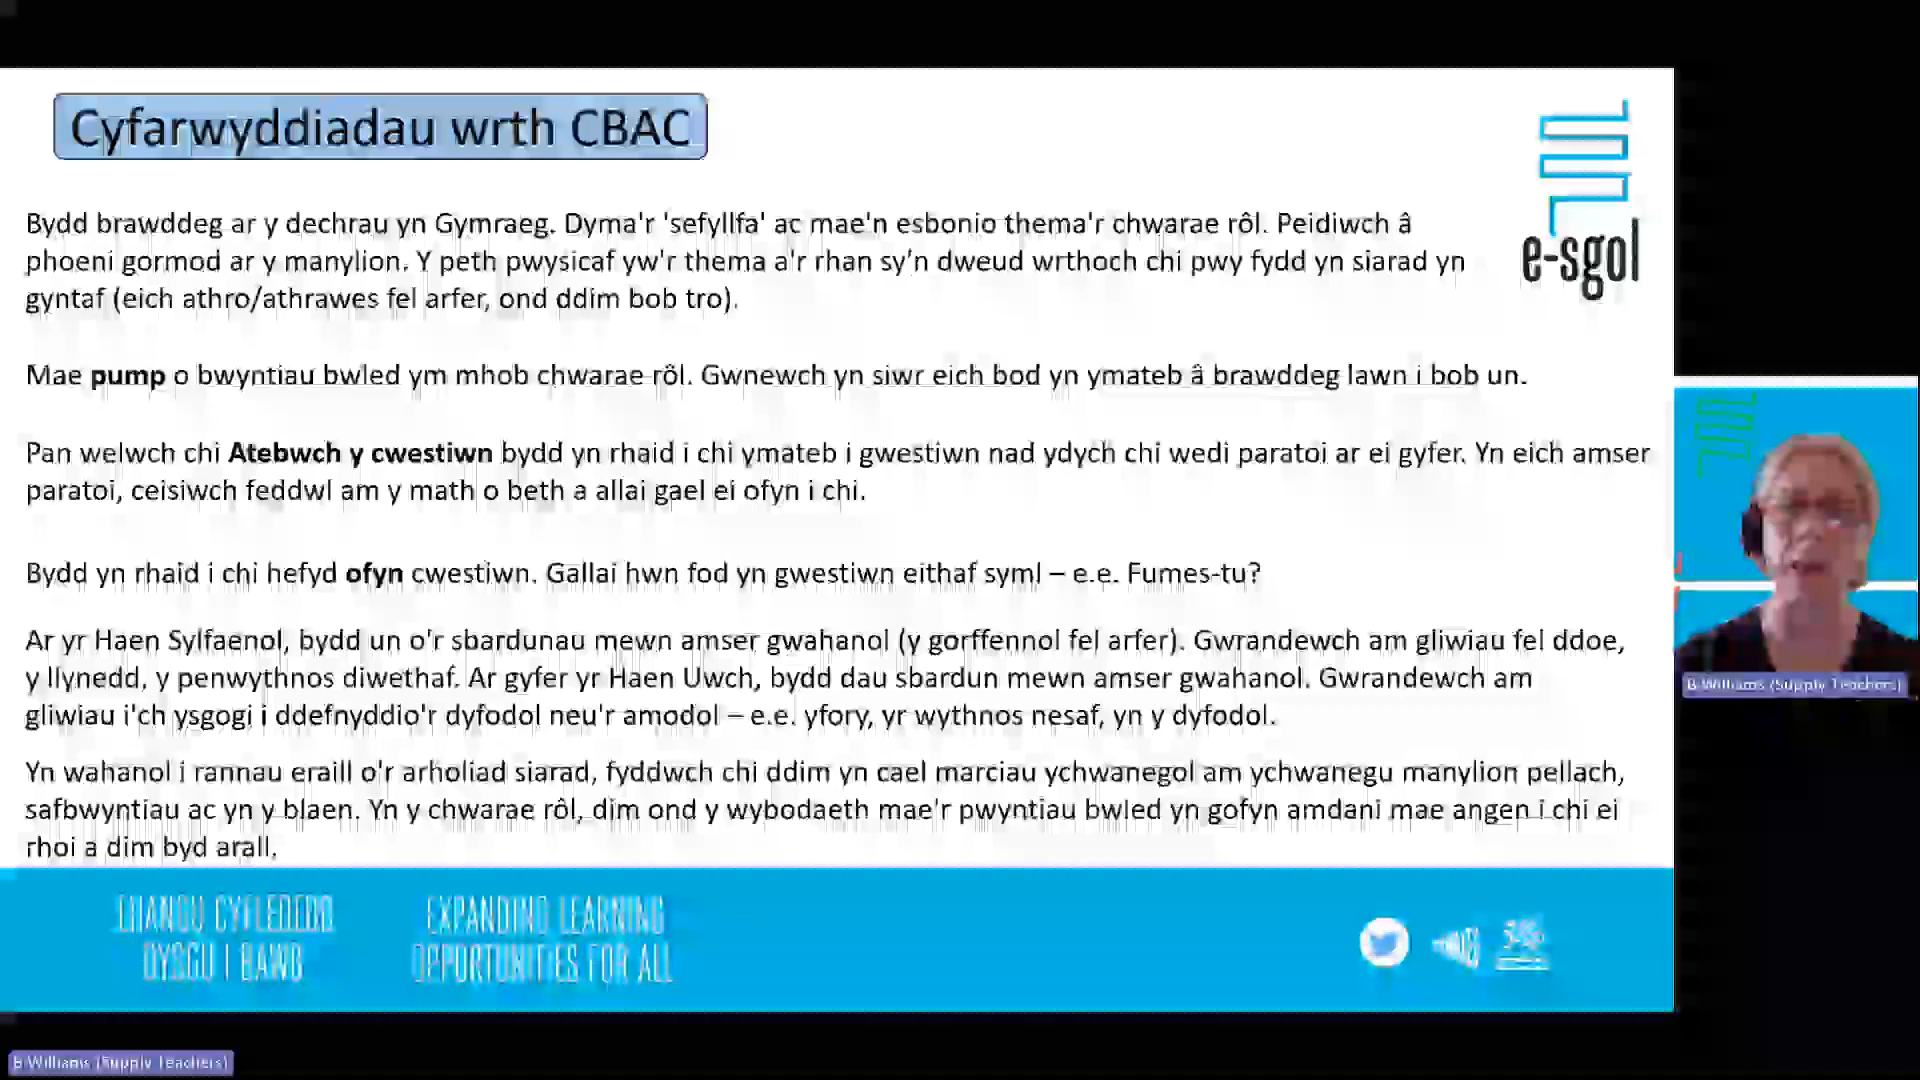 Cyfarwyddiadau wrth CBAC
Bydd brawddeg ar y dechrau yn Gymraeg. Dyma'r 'sefyllfa' ac mae'n esbonio thema'r chwarae rôl. Peidiwch â
phoeni gormod ar y manylion. Y peth pwysicaf yw'r thema a'r rhan sy'n dweud wrthoch chi pwy fydd yn siarad yn
gyntaf (eich athro/athrawes fel arfer, ond ddim bob tro).
e-sgol
Mae pump o bwyntiau bwled ym mhob chwarae rôl. Gwnewch yn siwr eich bod yn ymateb â brawddeg lawn i bob un.
Pan welwch chi Atebwch y cwestiwn bydd yn rhaid i chi ymateb i gwestiwn nad ydych chi wedi paratoi ar ei gyfer. Yn eich amser
paratoi, ceisiwch feddwl am y math o beth a allai gael ei ofyn i chi.
Bydd yn rhaid i chi hefyd ofyn cwestiwn. Gallai hwn fod yn gwestiwn eithaf syml – e.e. Fumes-tu?
Ar yr Haen Sylfaenol, bydd un o'r sbardunau mewn amser gwahanol (y gorffennol fel arfer). Gwrandewch am gliwiau fel ddoe,
y llynedd, y penwythnos diwethaf. Ar gyfer yr Haen Uwch, bydd dau sbardun mewn amser gwahanol. Gwrandewch am
gliwiau i'ch ysgogi i ddefnyddio'r dyfodol neu'r amodol – e.e. yfory, yr wythnos nesaf, yn y dyfodol.
Yn wahanol i rannau eraill o'r arholiad siarad, fyddwch chi ddim yn cael marciau ychwanegol am ychwanegu manylion pellach,
safbwyntiau ac yn y blaen. Yn y chwarae rôl, dim ond y wybodaeth mae'r pwyntiau bwled yn gofyn amdani mae angen i chi ei
rhoi a dim byd arall.
B Williams (Supply Teachers)
EHANGU CYFLEOEDD
DYSGU I BAWB
EXPANDING LEARNING
OPPORTUNITIES FOR ALL
B Williams (Supply Teachers)